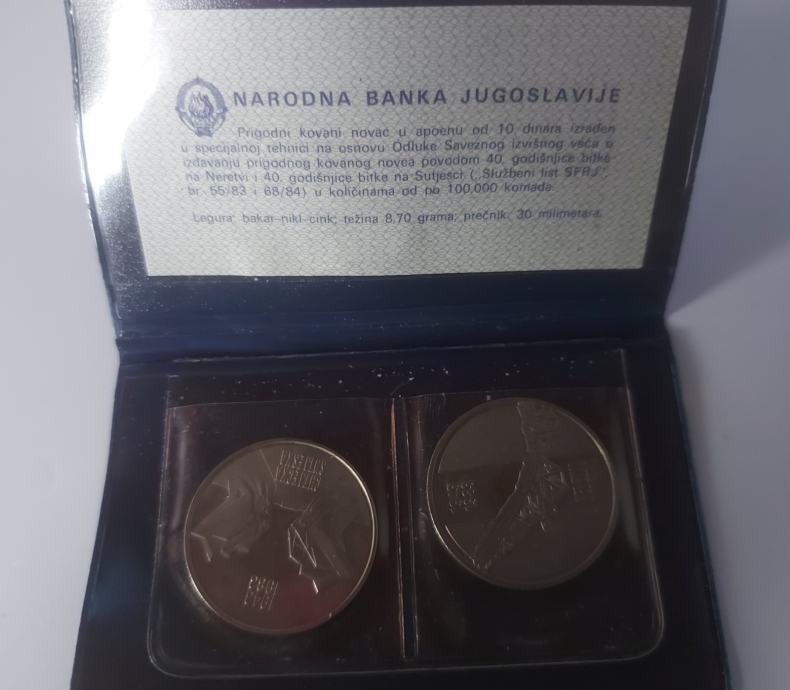 NARODNA BANKA JUGOSLAVIJE
Prigodni kovani novac u apoenu od 10 dinara izrađen
u specijalnoj tehnici na osnovu Odluke Saveznog izvršnog veća o
izdavanju prigodnog kovanog novca povodom 40. godišnjice bitke
na Neretvi i 40. godišnjice bitke na Sutjesci („Službeni list SFRJ",
br. 55/83 i 68/84) u količinama od po 100.000 komada.
Legura: bakar-nikl-cink; težina 8,70 grama; prečnik: 30 milimetara.